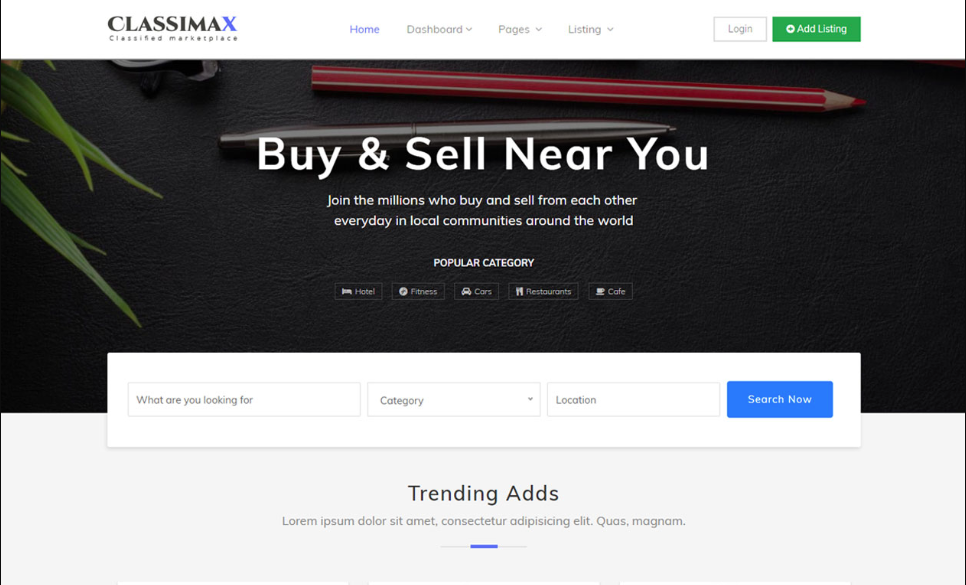 CLASSIMAX
Classified marketplace
Home
Dashboard
Pages
Listing
Login
Add Listing
Buy & Sell Near You
Join the millions who buy and sell from each other
everyday in local communities around the world
POPULAR CATEGORY
Hotel
Fitness
Cars
Restaurants
Cafe
What are you looking for
Category
Location
Search Now
Trending Adds
Lorem ipsum dolor sit amet, consectetur adipisicing elit. Quas, magnam.